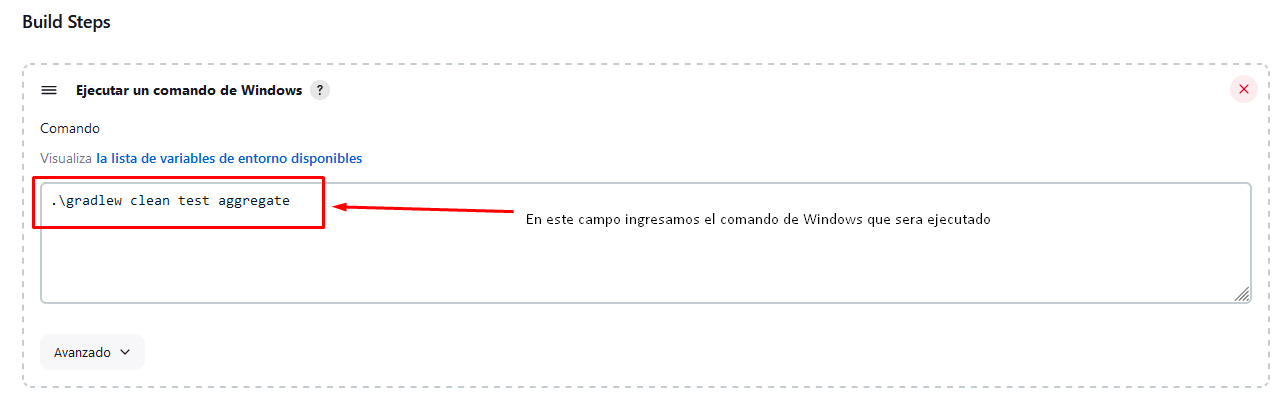 Build Steps
Ejecutar un comando de Windows ?
Comando
Visualiza la lista de variables de entorno disponibles
.\gradlew clean test aggregate
En este campo ingresamos el comando de Windows que sera ejecutado
Avanzado